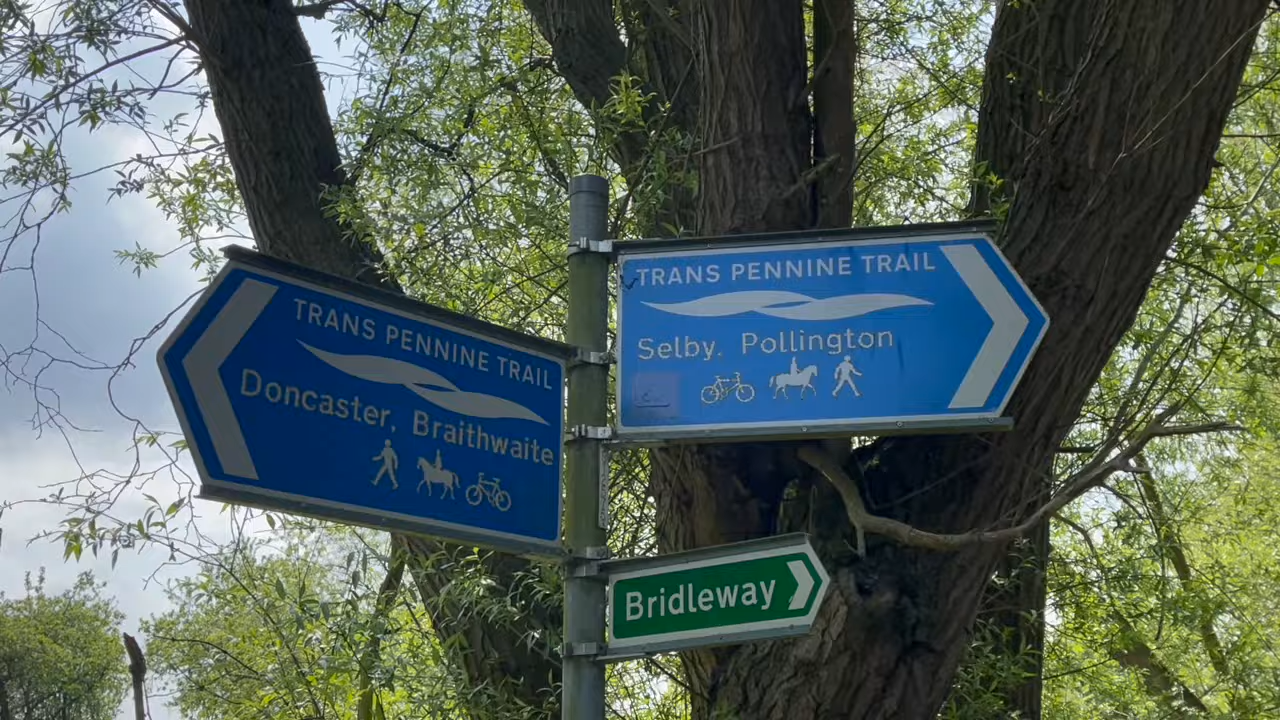 TRANS PENNINE TRAIL
Doncaster, Braithwaite
TRANS PENNINE TRAIL
Selby. Pollington
Bridleway